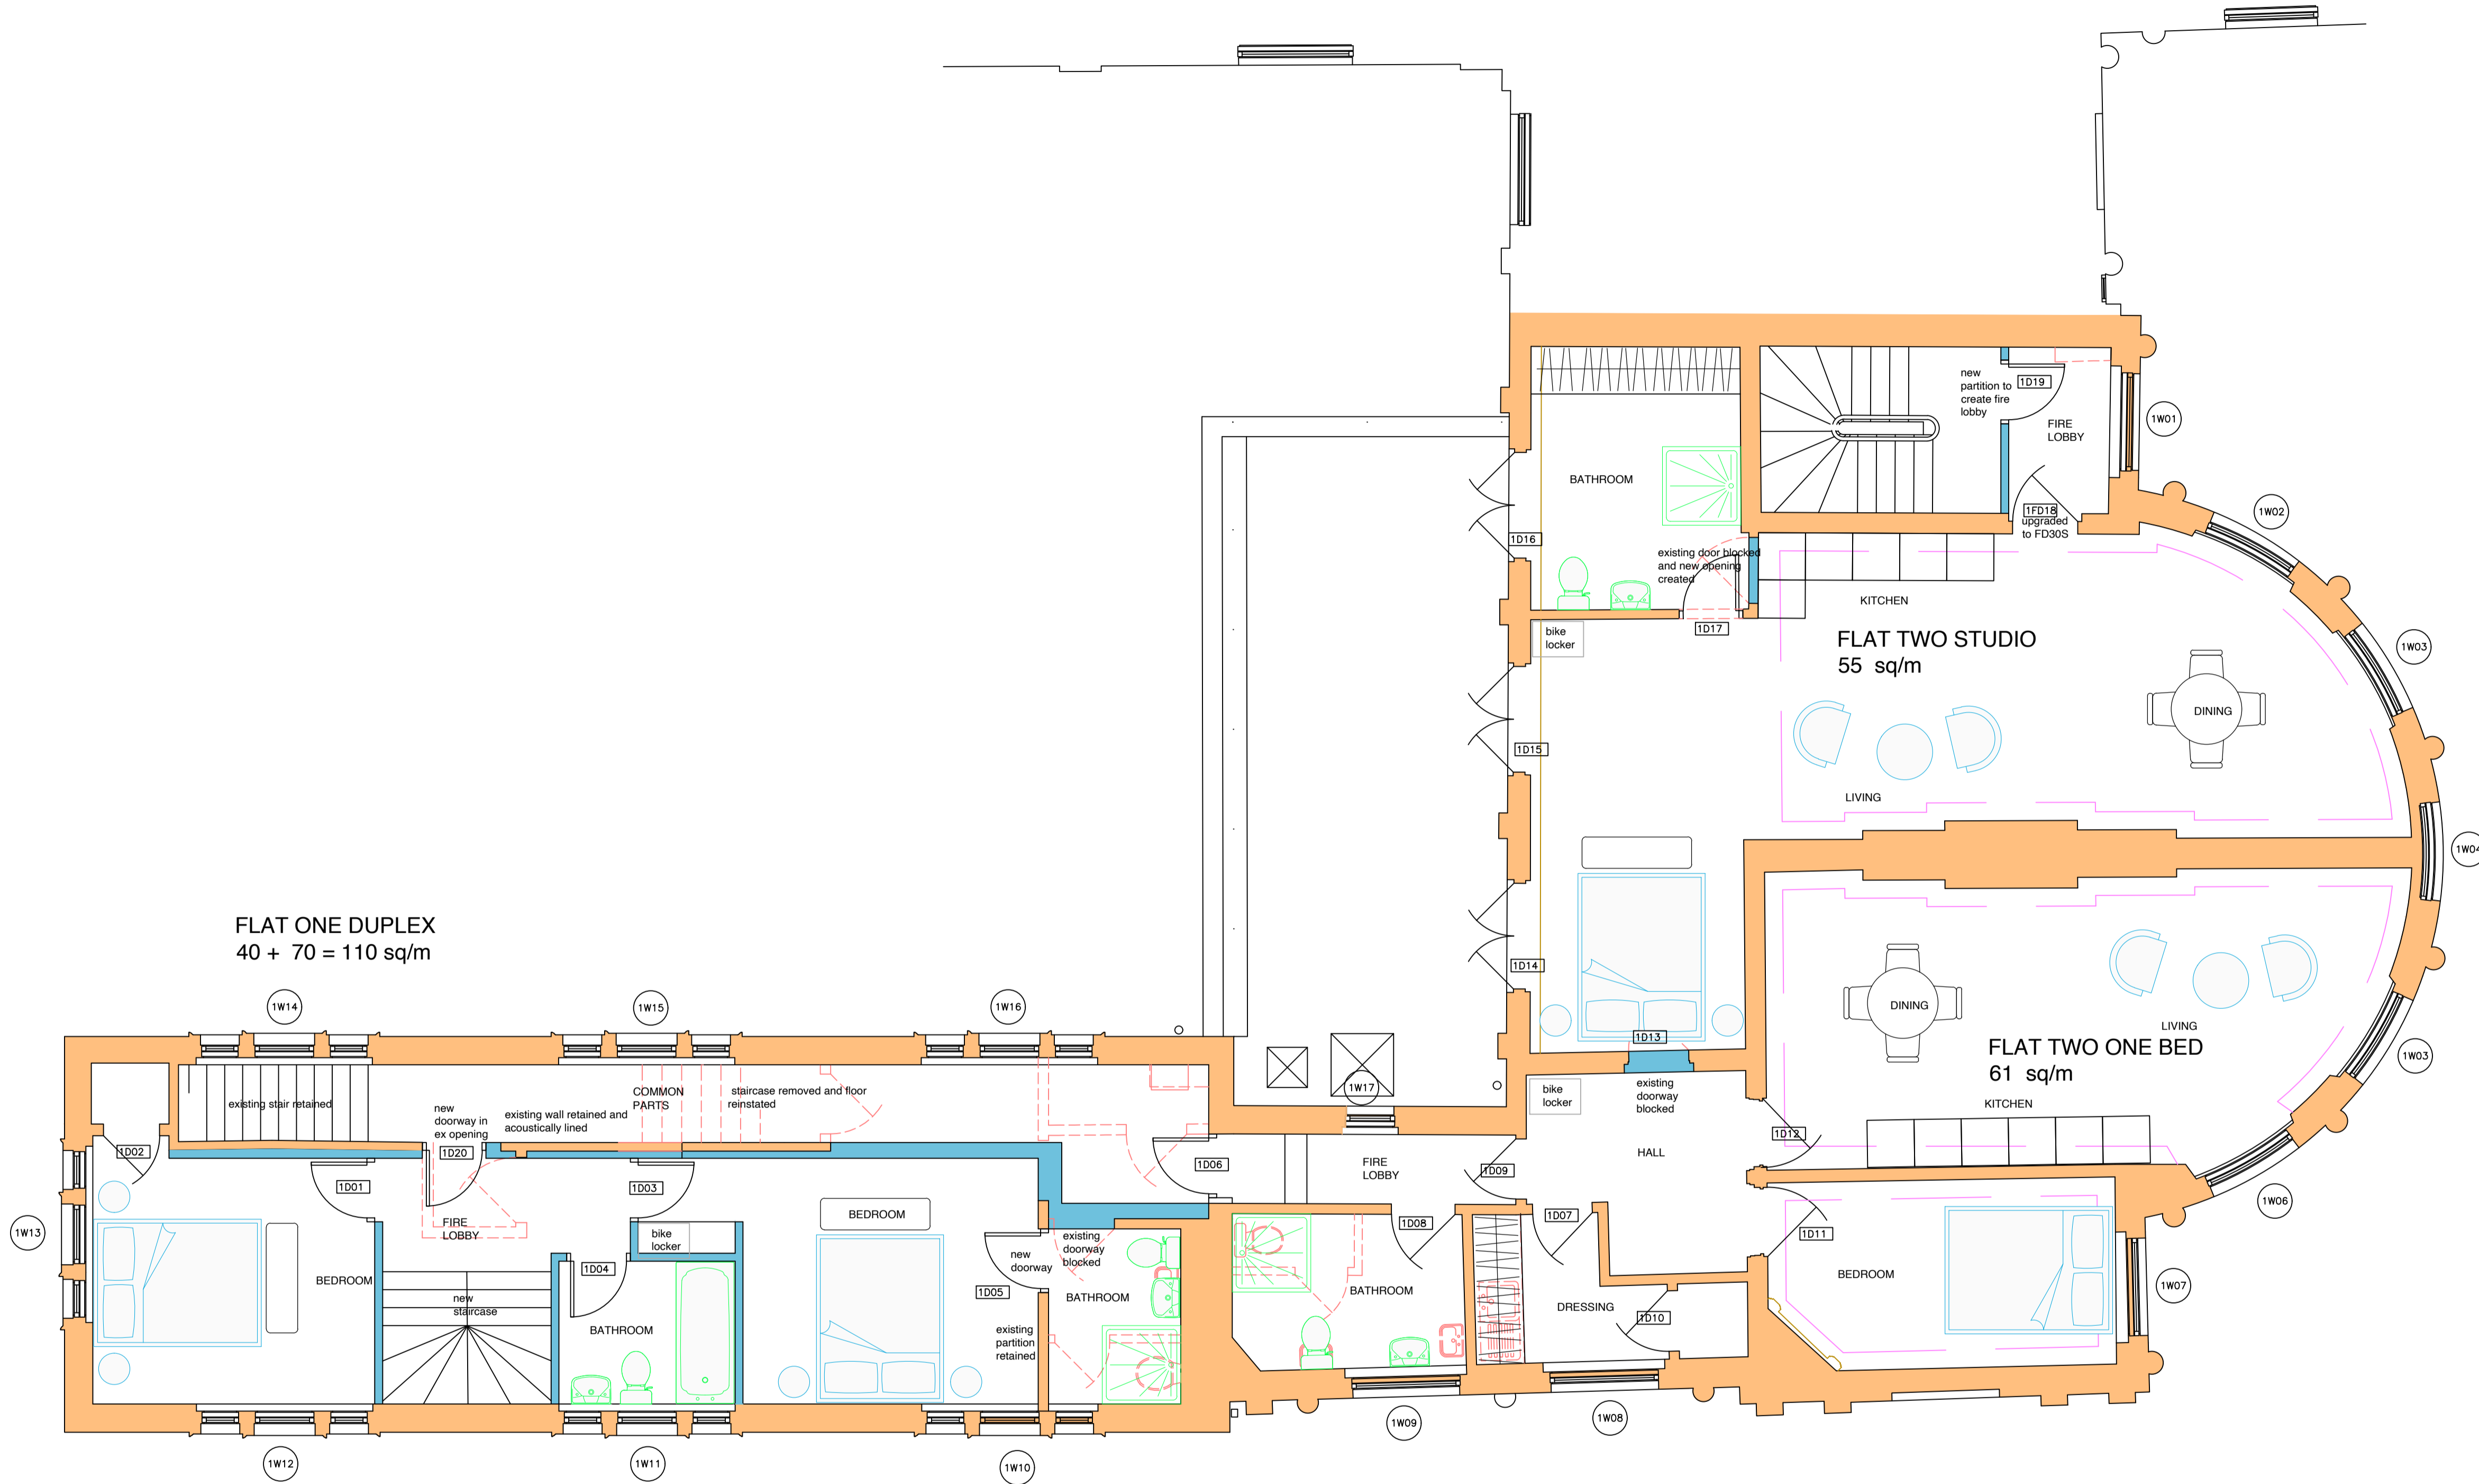 1D19
new
partition to
create fire
lobby
FIRE
LOBBY
1W01
BATHROOM
1FD18
upgraded
to FD30S
1W02
1D16
existing door blocked
and new opening
created
KITCHEN
bike
locker
1D17
FLAT TWO STUDIO
55 sq/m
1W03
DINING
1D15
LIVING
1W04
FLAT ONE DUPLEX
40 + 70 = 110 sq/m
1D14
DINING
LIVING
1W14
1W15
1W16
1D13
FLAT TWO ONE BED
61 sq/m
1W03
KITCHEN
existing stair retained
new
doorway in
ex opening
existing wall retained and
acoustically lined
COMMON
PARTS
staircase removed and floor
reinstated
1W17
bike
locker
existing
doorway
blocked
1D02
1D20
1D12
HALL
1D06
FIRE
LOBBY
1D09
1D01
1D03
1W06
1W13
FIRE
LOBBY
bike
locker
BEDROOM
1D08
1D07
1D11
existing
doorway
blocked
new
doorway
1D04
BEDROOM
1D05
BATHROOM
BATHROOM
BEDROOM
1W07
new
staircase
DRESSING
1D10
BATHROOM
existing
partition
retained
1W09
1W08
1W12
1W11
1W10